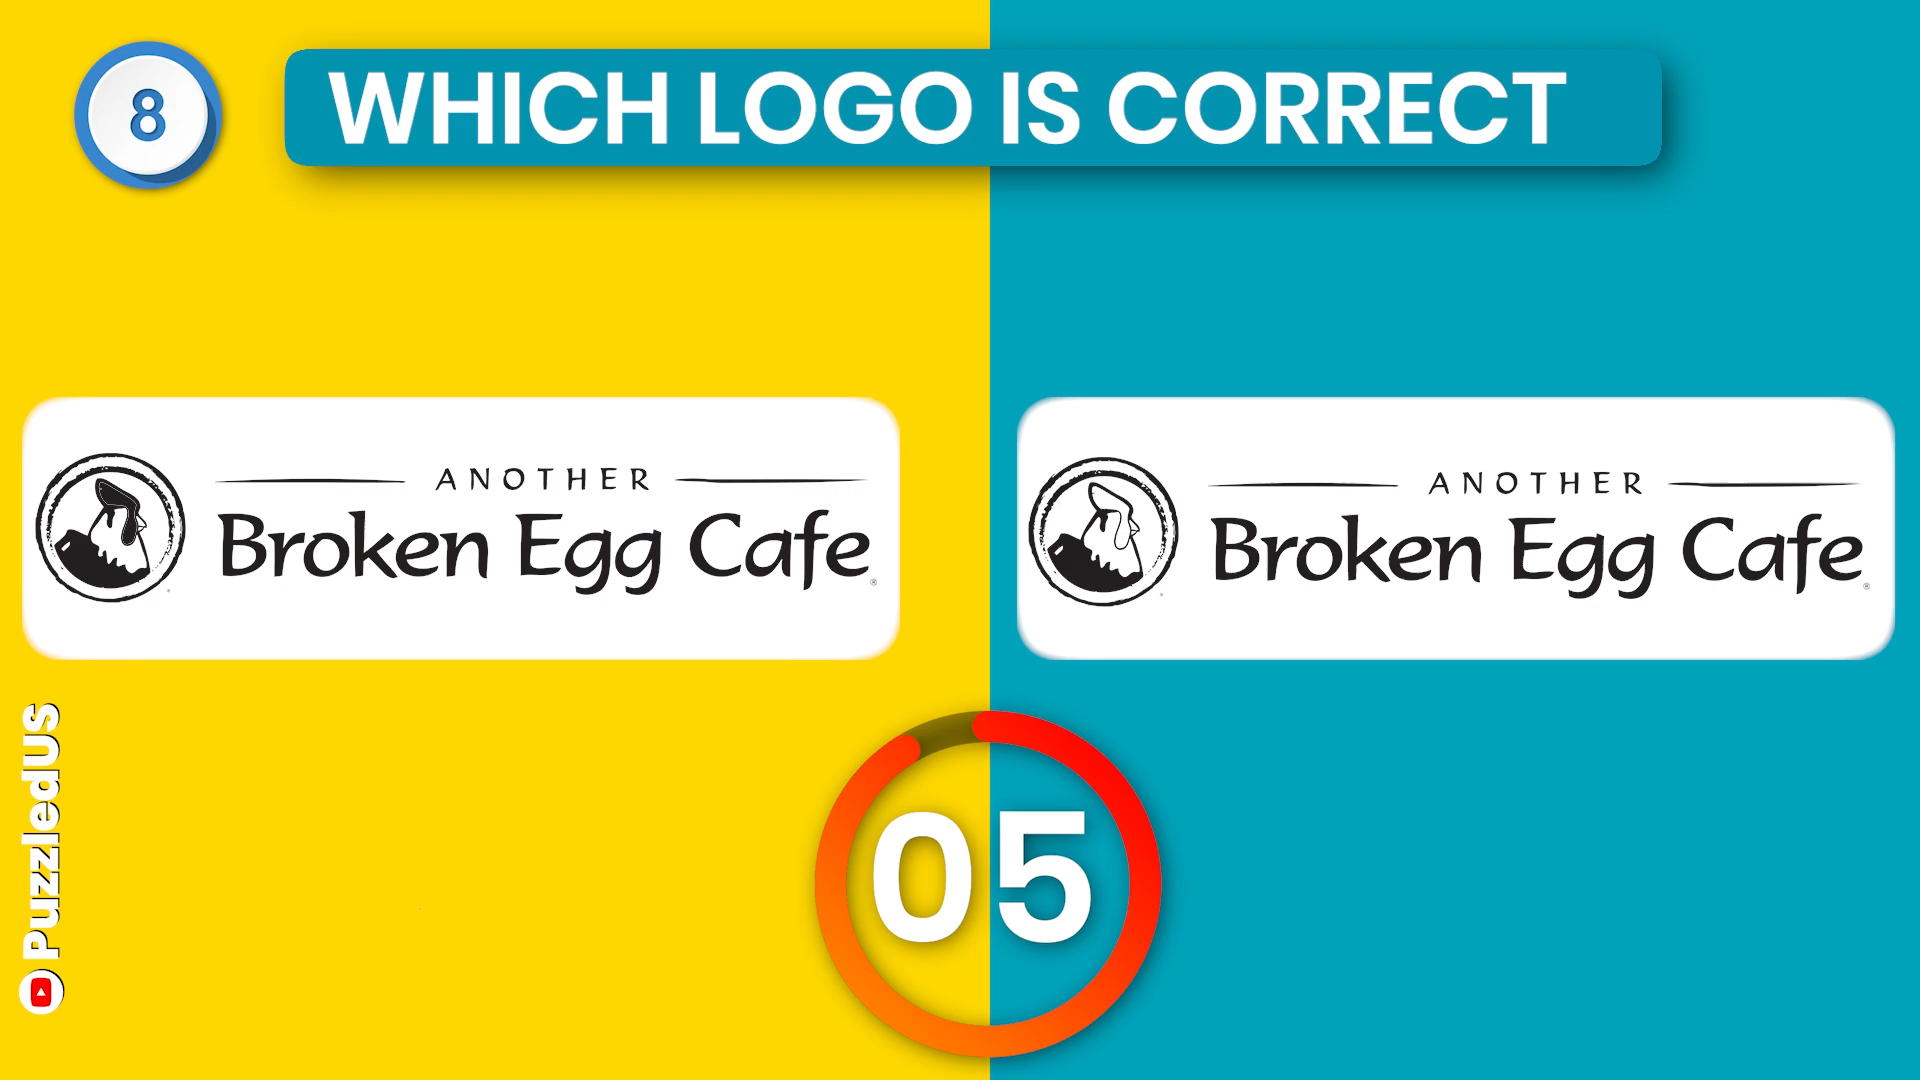 8
WHICH LOGO IS CORRECT
ANOTHER
Broken Egg Cafe®
ANOTHER
Broken Egg Cafe®
05
PuzzledUS